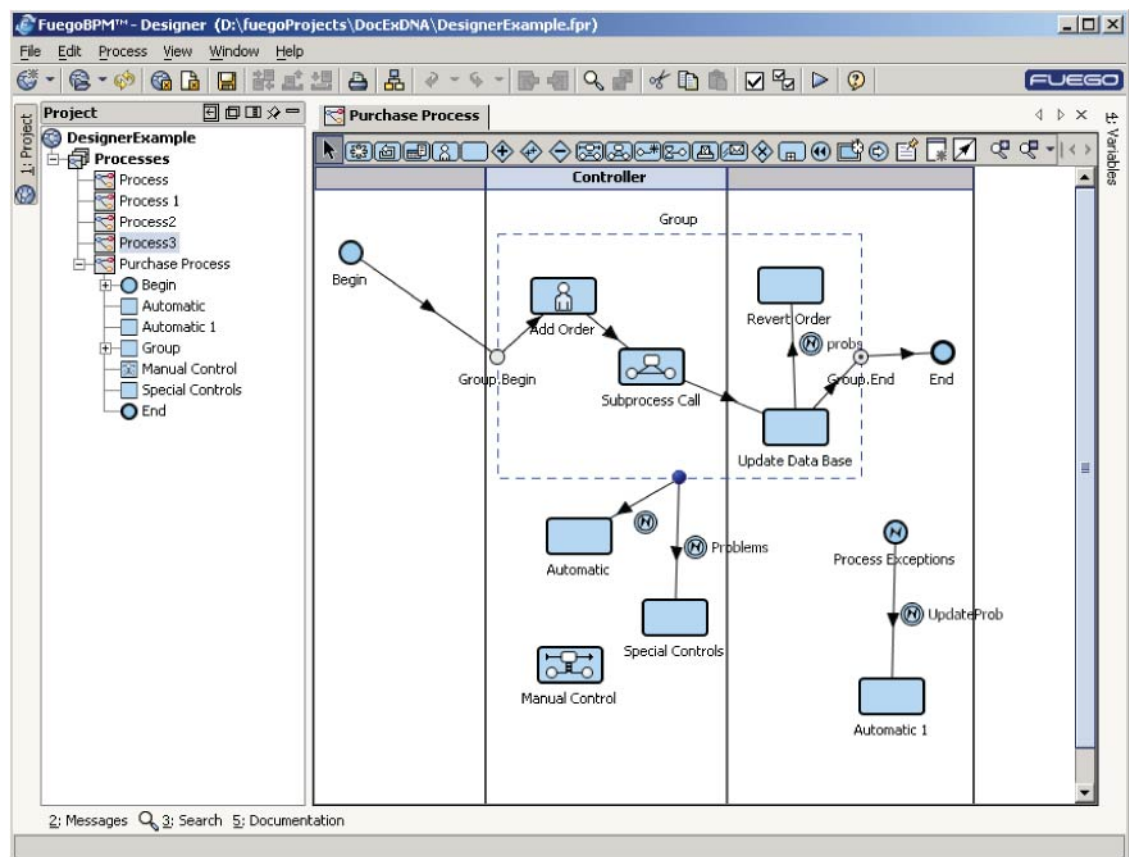 FuegoBPM™ - Designer (D:\fuegoProjects\DocExDNA\DesignerExample.fpr)
File Edit Process View Window Help
FUEGO
1: Project
Project
DesignerExample
Processes
Process
Process 1
Process2
Process3
Purchase Process
Begin
Automatic
Automatic 1
Group
Manual Control
Special Controls
End
Purchase Process
4: Variables
Controller
Group
Begin
Add Order
Revert Order
probs
Group.Begin
Group.End
End
Subprocess Call
Update Data Base
Problems
Automatic
Process Exceptions
UpdateProb
Special Controls
Manual Control
Automatic 1
2: Messages 3: Search 5: Documentation